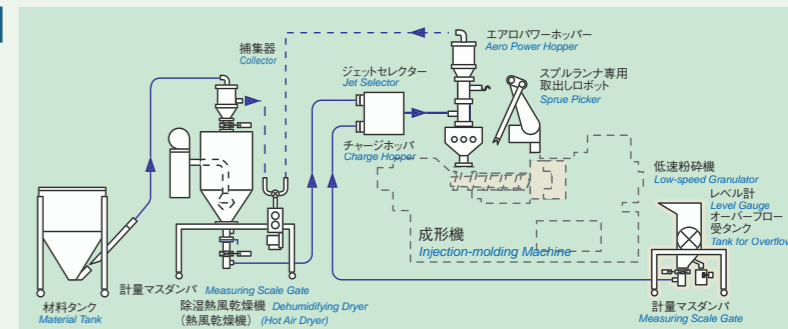 捕集器
Collector
エアロパワーホッパー
Aero Power Hopper
ジェットセレクター
Jet Selector
スプルランナ専用
取出しロボット
Sprue Picker
チャージホッパ
Charge Hopper
低速粉砕機
Low-speed Granulator
レベル計
Level Gauge
オーバーフロー
受タンク
Tank for Overflow
成形機
Injection-molding Machine
計量マスダンパ Measuring Scale Gate
材料タンク
Material Tank
除湿熱風乾燥機 Dehumidifying Dryer
（熱風乾燥機） (Hot Air Dryer)
計量マスダンパ
Measuring Scale Gate